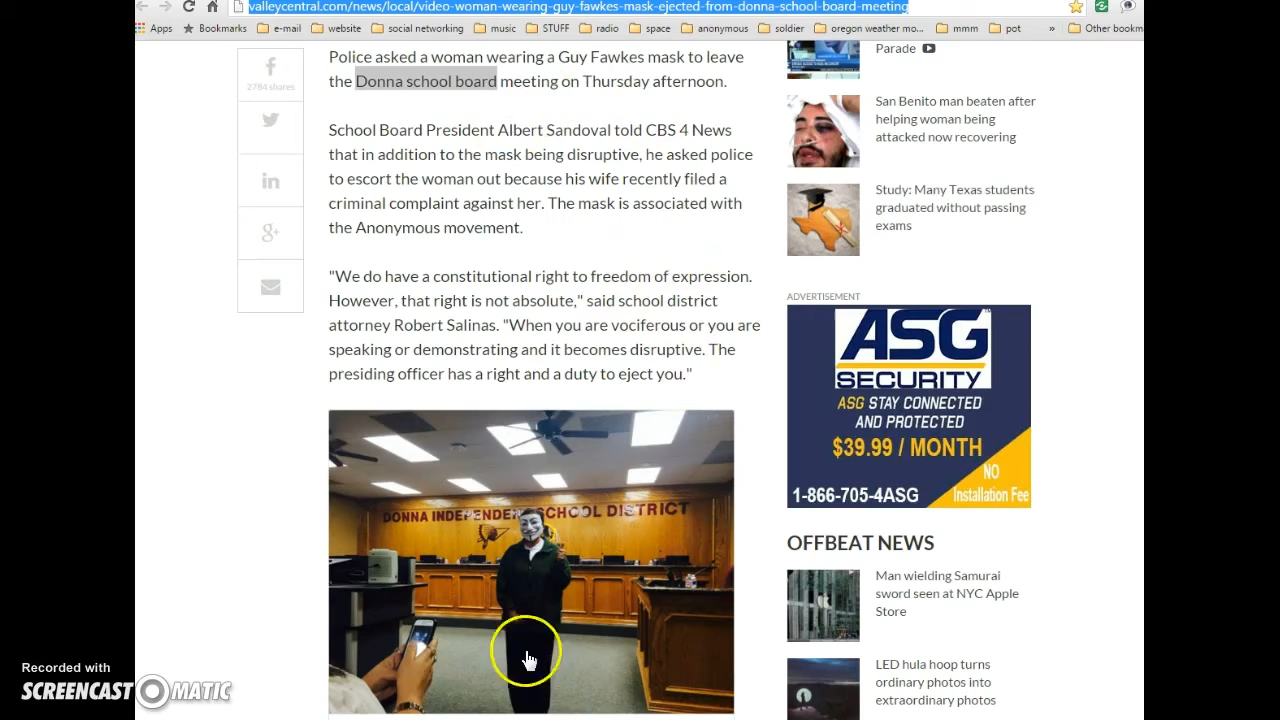 valleycentral.com/news/local/video-woman-wearing-guy-fawkes-mask-ejected-from-donna-school-board-meeting
Apps Bookmarks e-mail website social networking music STUFF radio space anonymous soldier oregon weather mo... mmm pot » Other bookm
2784 shares
Police asked a woman wearing a Guy Fawkes mask to leave
the Donna school board meeting on Thursday afternoon.
School Board President Albert Sandoval told CBS 4 News
that in addition to the mask being disruptive, he asked police
to escort the woman out because his wife recently filed a
criminal complaint against her. The mask is associated with
the Anonymous movement.
"We do have a constitutional right to freedom of expression.
However, that right is not absolute," said school district
attorney Robert Salinas. "When you are vociferous or you are
speaking or demonstrating and it becomes disruptive. The
presiding officer has a right and a duty to eject you."
DONNA INDEPENDEN SCHOOL DISTRICT
Parade
San Benito man beaten after
helping woman being
attacked now recovering
Study: Many Texas students
graduated without passing
exams
ADVERTISEMENT
ASG
SECURITY
ASG STAY CONNECTED
AND PROTECTED
$39.99 / MONTH
NO
Installation Fee
1-866-705-4ASG
OFFBEAT NEWS
Man wielding Samurai
sword seen at NYC Apple
Store
LED hula hoop turns
ordinary photos into
extraordinary photos
Recorded with
SCREENCAST MATIC